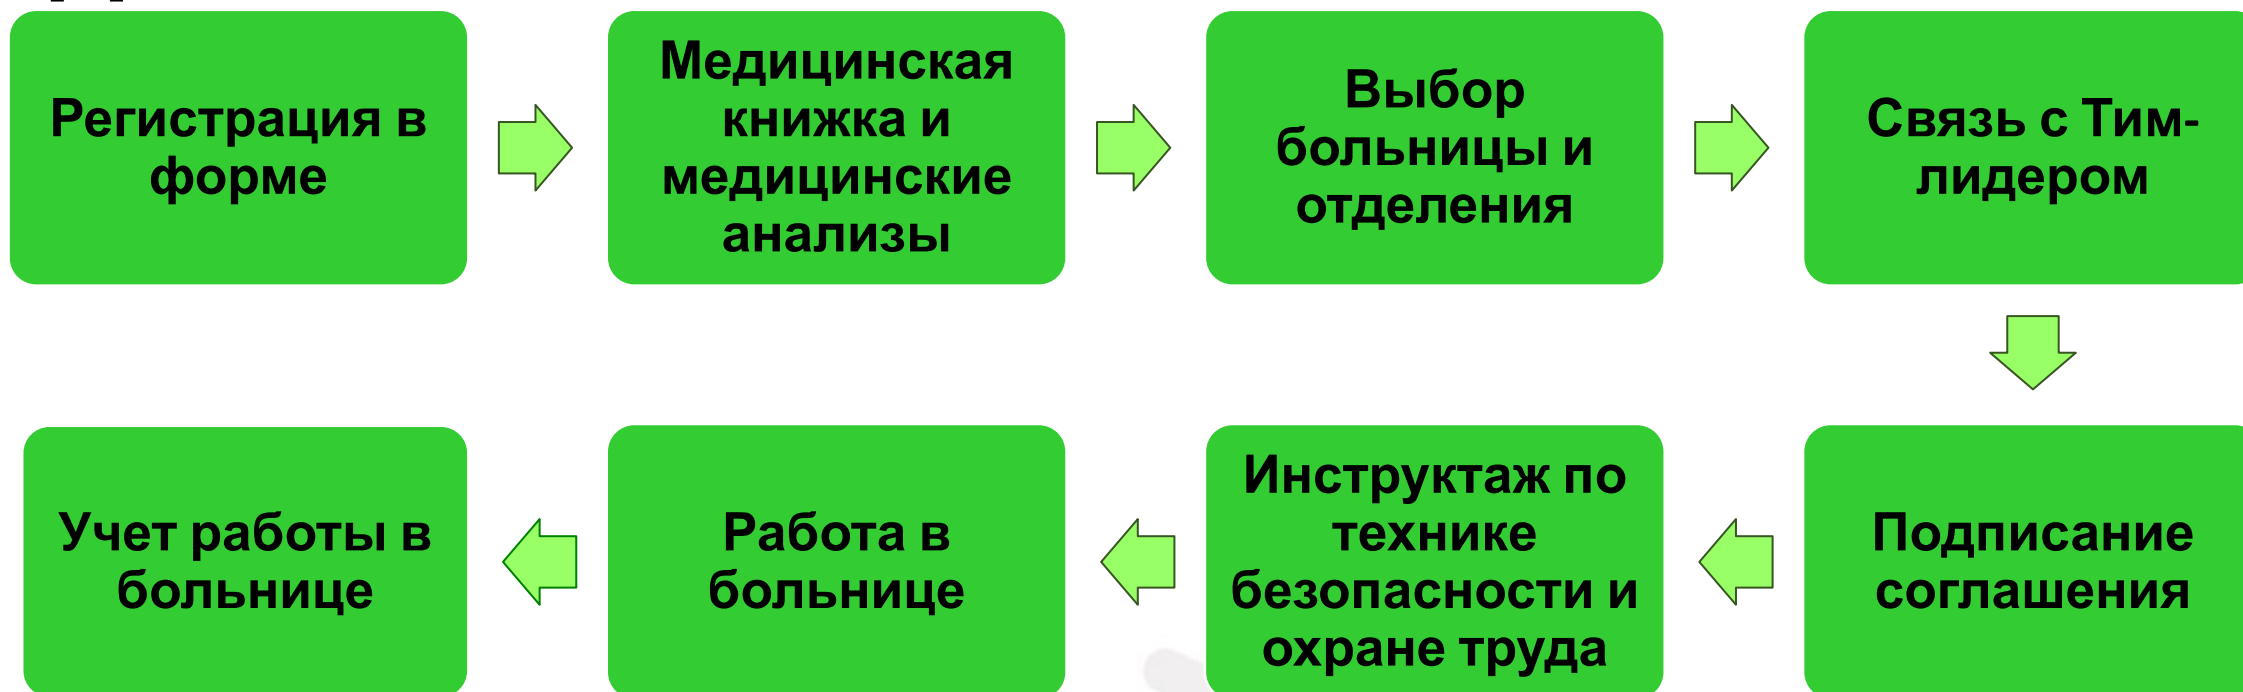 Регистрация в
форме
Медицинская
книжка и
медицинские
анализы
Выбор
больницы и
отделения
Связь с Тим-
лидером
Подписание
соглашения
Инструктаж по
технике
безопасности и
охране труда
Работа в
больнице
Учет работы в
больнице